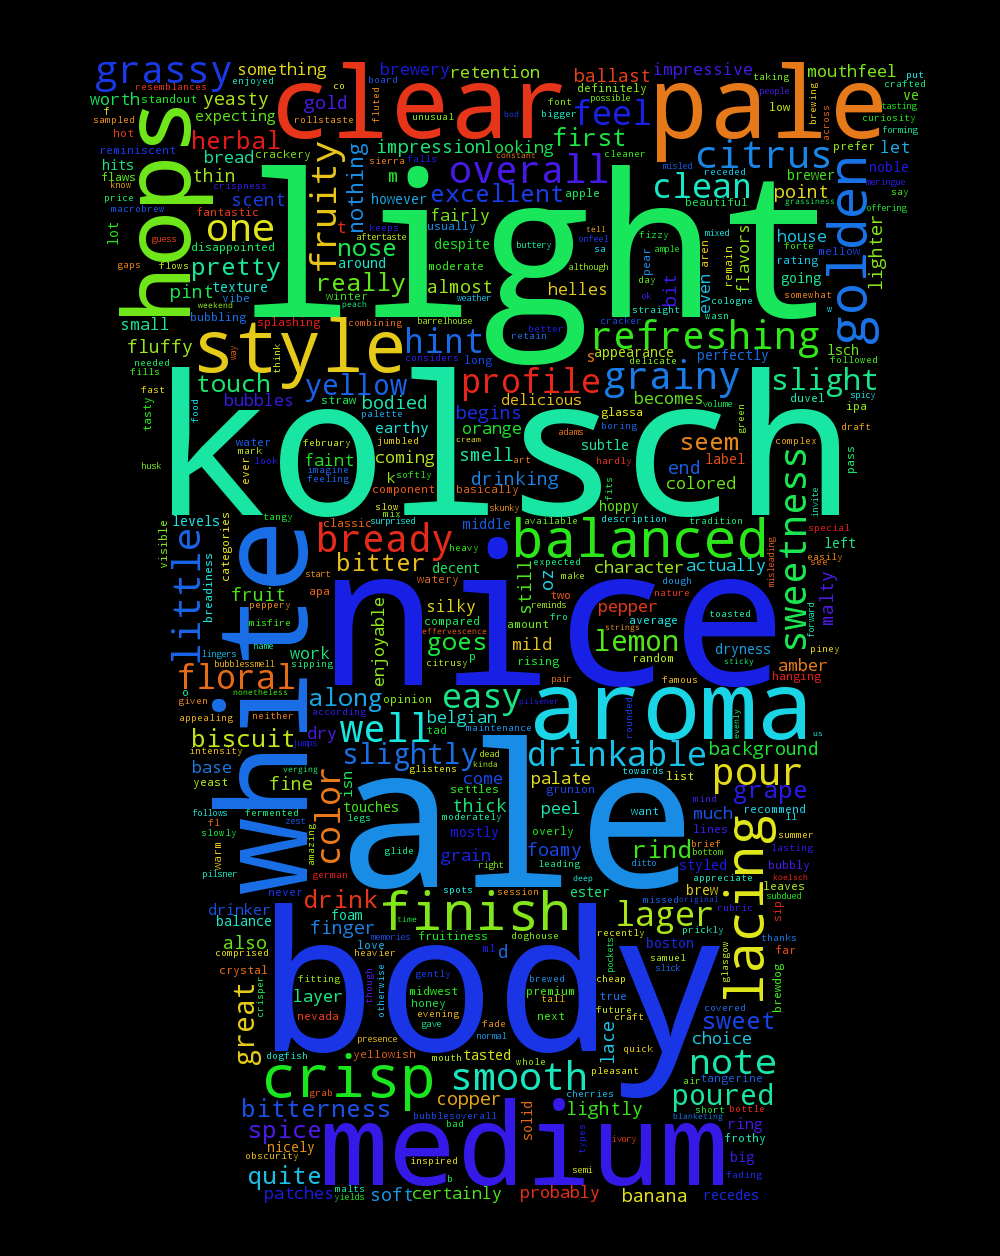 grassy
something
brewery
retention
ballast
impressive
mouthfeel
clear
pale
light
kolsch
nice
white
ale
body
medium
hops
style
balanced
aroma
finish
crisp
smooth
golden
lacing
refreshing
grainy
citrus
overall
feel
first
excellent
clean
herbal
yeasty
gold
worth
standout
expecting
bread
thin
scent
one
fruity
nothing
nose
really
pretty
pint
texture
around
almost
fairly
despite
moderate
helles
hint
touch
yellow
profile
slight
bodied
delicious
becomes
begins
orange
smell
drinking
earthy
coming
faint
subtle
seem
end
label
colored
hoppy
sweetness
little
bready
bitter
decent
middle
character
actually
malty
fruit
floral
biscuit
work
along
well
easy
goes
silky
mild
lemon
pepper
enjoyable
still
oz
belgian
slightly
drinkable
background
pour
grape
color
dry
base
fine
touches
thick
palate
peel
foamy
rind
much
styled
grain
mostly
drink
lager
brew
finger
foam
also
great
layer
honey
midwest
premium
lace
sweet
choice
note
poured
tangerine
bitterness
spice
nicely
quite
copper
lightly
solid
ring
frothy
big
banana
recedes
probably
certainly
soft
patches
malts
yields
inspired
obscurity
semi
ivory
types
bad
bubblesoverall
blanketing
bottle
short
air
cherries
pleasant
whole
mouth
tasted
yellowish
grab
dogfish
crystal
comprised
balance
drinker
crisper
fitting
nevada
evening
gave
fade
normal
tall
next
brewed
future
craft
quick
true
cheap
covered
slick
samuel
boston
recently
doghouse
fruitiness
time
memories
love
heavier
presence
though
otherwise
gently
pockets
glasgow
brewdog
thanks
far
sip
rubric
prickly
original
missed
session
spots
ester
deep
leading
right
glide
legs
moderately
settles
come
kinda
dead
glistens
overly
grunion
towards
list
want
ditto
lines
mind
brief
bottom
appreciate
recommend
ll
summer
lasting
bubbly
leaves
subdued
koelsch
never
german
pilsner
warm
slowly
fl
follows
fermented
zest
amazing
isn
verging
yeast
jumps
intensity
appealing
neither
given
nonetheless
o
bubblessmell
sipping
name
lingers
misfire
peppery
start
apa
breadiness
categories
levels
visible
tangy
classic
surprised
heavy
watery
compared
effervescence
amount
citrusy
p
rising
reminds
two
fro
make
expected
available
description
tradition
misleading
special
left
easily
see
forward
piney
toasted
dough
nature
average
strings
dryness
random
sticky
amber
hanging
famous
pair
rounded
evenly
us
pilsener
maintenance
tad
opinion
according
husk
tasty
fast
fills
needed
fluffy
small
bubbling
vibe
splashing
combining
weekend
winter
peach
barrelhouse
weather
considers
better
retain
long
appearance
s
delicate
perfectly
lsch
followed
spicy
duvel
ipa
draft
pass
invite
complex
green
volume
boring
glassa
hardly
fits
adams
art
cream
basically
skunky
component
softly
k
slow
mix
jumbled
february
imagine
feeling
ever
mark
look
water
straw
palette
bubbles
food
way
think
cracker
straight
fizzy
ample
pear
bit
day
ok
even
aren
remain
flavors
wasn
cologne
mixed
beautiful
grassiness
point
house
rating
going
forte
mellow
somewhat
w
lighter
offering
say
meringue
noble
let
brewer
prefer
forming
curiosity
tasting
crafted
put
ve
across
brewing
low
taking
people
possible
definitely
font
bigger
bod
unusual
board
fluted
co
enjoyed
resemblances
rollstaste
sampled
f
hot
reminiscent
hits
flaws
know
price
macrobrew
fantastic
disappointed
lot
guess
gaps
flows
crispness
crackery
impression
looking
m
sierra
falls
constant
cleaner
misled
receded
however
usually
apple
t
keeps
aftertaste
buttery
tell
onfeel
although
sa
d
ml
b